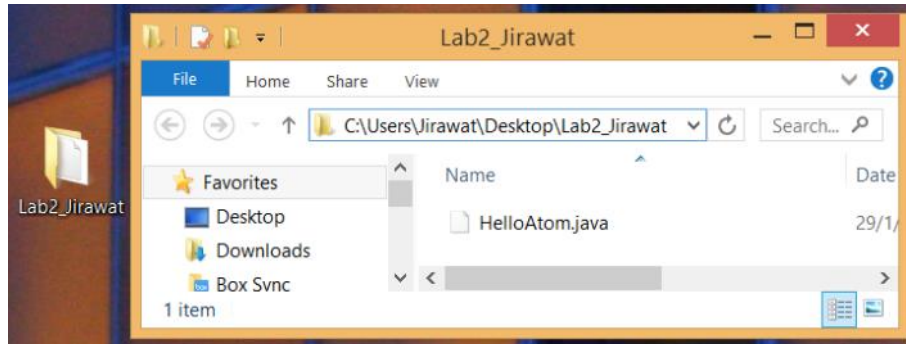 Lab2_Jirawat
File Home Share View
C:\Users\Jirawat\Desktop\Lab2_Jirawat Search...
Favorites
Desktop
Downloads
Box Sync
1 item
Name Date
HelloAtom.java 29/1/
Lab2_Jirawat